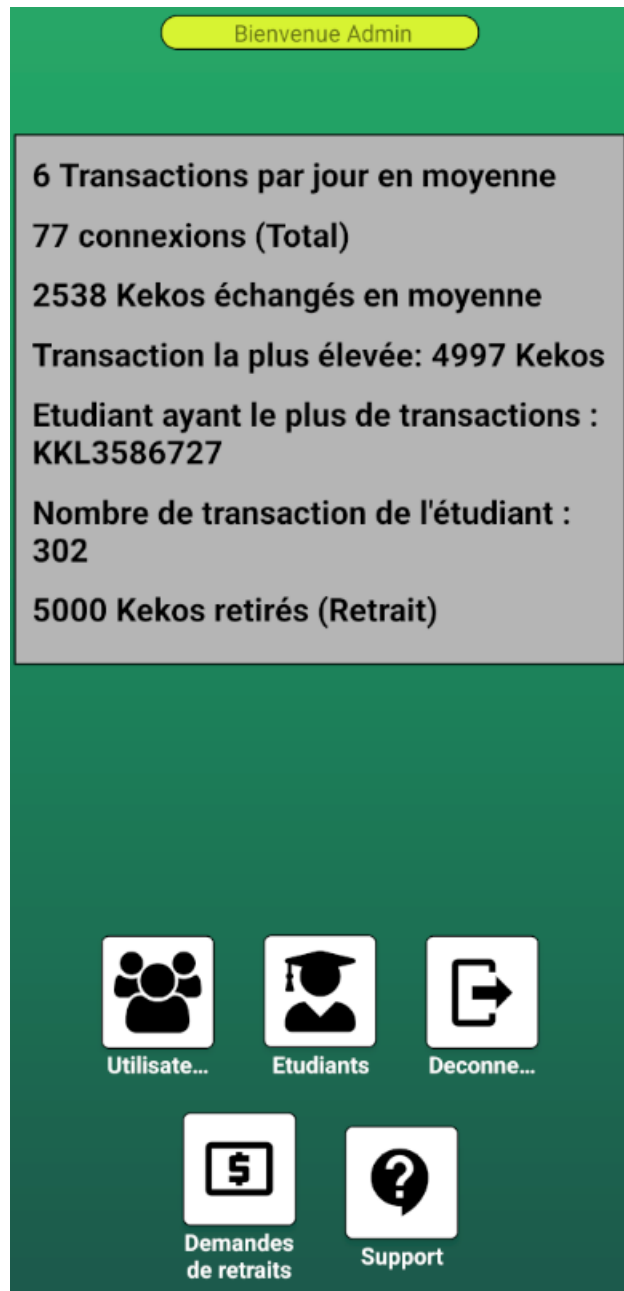 Bienvenue Admin
6 Transactions par jour en moyenne
77 connexions (Total)
2538 Kekos échangés en moyenne
Transaction la plus élevée: 4997 Kekos
Etudiant ayant le plus de transactions :
KKL3586727
Nombre de transaction de l'étudiant :
302
5000 Kekos retirés (Retrait)
Utilisate...
Etudiants
Deconne...
Demandes
de retraits
Support